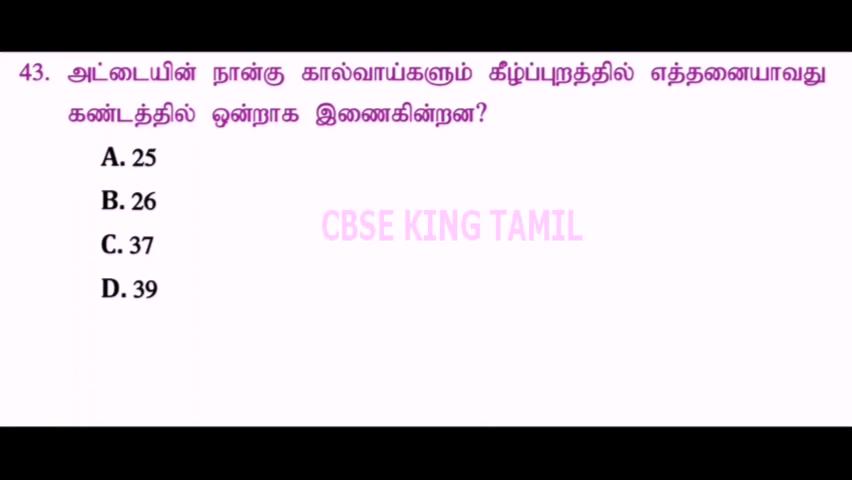 43. அட்டையின் நான்கு கால்வாய்களும் கீழ்ப்புறத்தில் எத்தனையாவது
கண்டத்தில் ஒன்றாக இணைகின்றன?
A. 25
B. 26
CBSE KING TAMIL
C. 37
D. 39